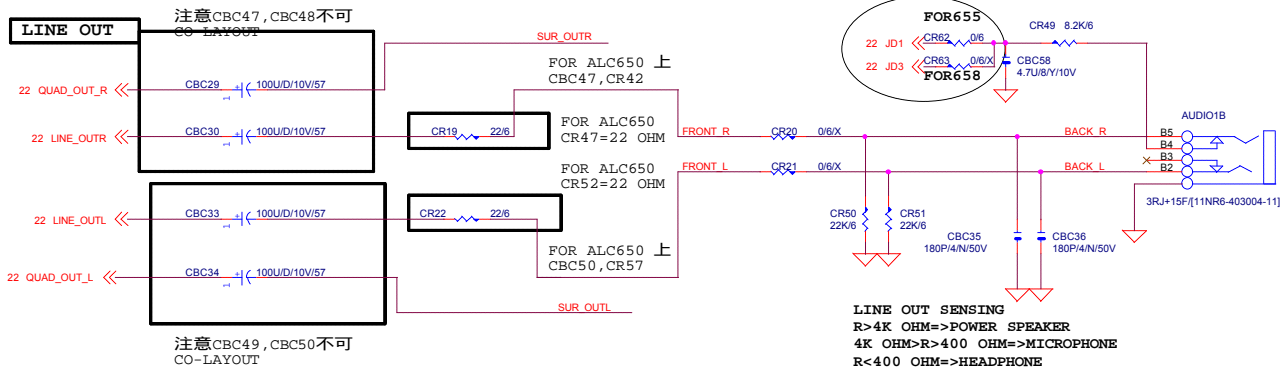 注意CBC47,CBC48不可
CO-LAYOUT
LINE OUT
SUR_OUTR
CBC29
100U/D/10V/57
22 QUAD_OUT_R
FOR ALC650 上
CBC47,CR42
22 LINE_OUTR
CBC30
100U/D/10V/57
CR19
22/6
FOR ALC650
CR47=22 OHM
FOR ALC650
CR52=22 OHM
22 LINE_OUTL
CBC33
100U/D/10V/57
CR22
22/6
FOR ALC650 上
CBC50,CR57
22 QUAD_OUT_L
CBC34
100U/D/10V/57
SUR_OUTL
注意CBC49,CBC50不可
CO-LAYOUT
FOR655
22 JD1
CR62
0/6
22 JD3
CR63
0/6/X
FOR658
CBC58
4.7U/8/Y/10V
CR49 8.2K/6
FRONT_R
CR20
0/6/X
BACK_R
FRONT_L
CR21
0/6/X
BACK_L
AUDIO1B
B5
B4
B3
B2
3RJ+15F/[11NR6-403004-11]
CR50
22K/6
CR51
22K/6
CBC35
180P/4/N/50V
CBC36
180P/4/N/50V
LINE OUT SENSING
R>4K OHM=>POWER SPEAKER
4K OHM>R>400 OHM=>MICROPHONE
R<400 OHM=>HEADPHONE